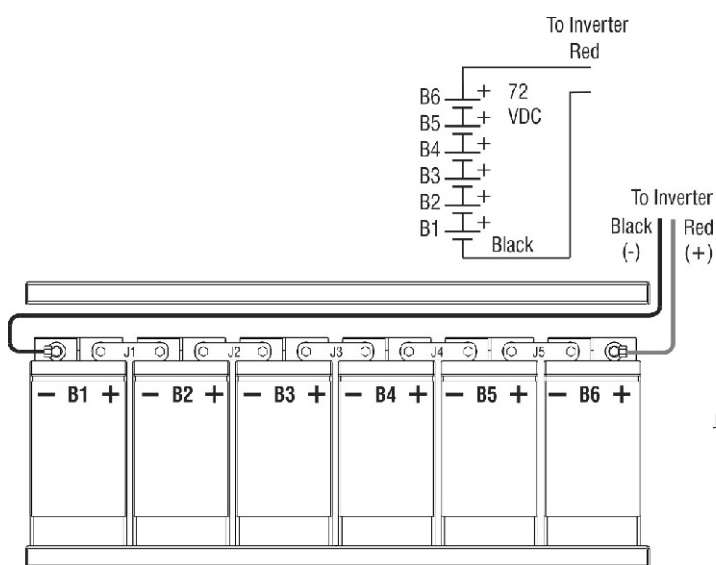 To Inverter
Red
B6 + 72
B5 + VDC
B4 +
B3 +
B2 +
B1 +
Black
To Inverter
Black Red
(-) (+)
J1 J2 J3 J4 J5
− B1 + − B2 + − B3 + − B4 + − B5 + − B6 +